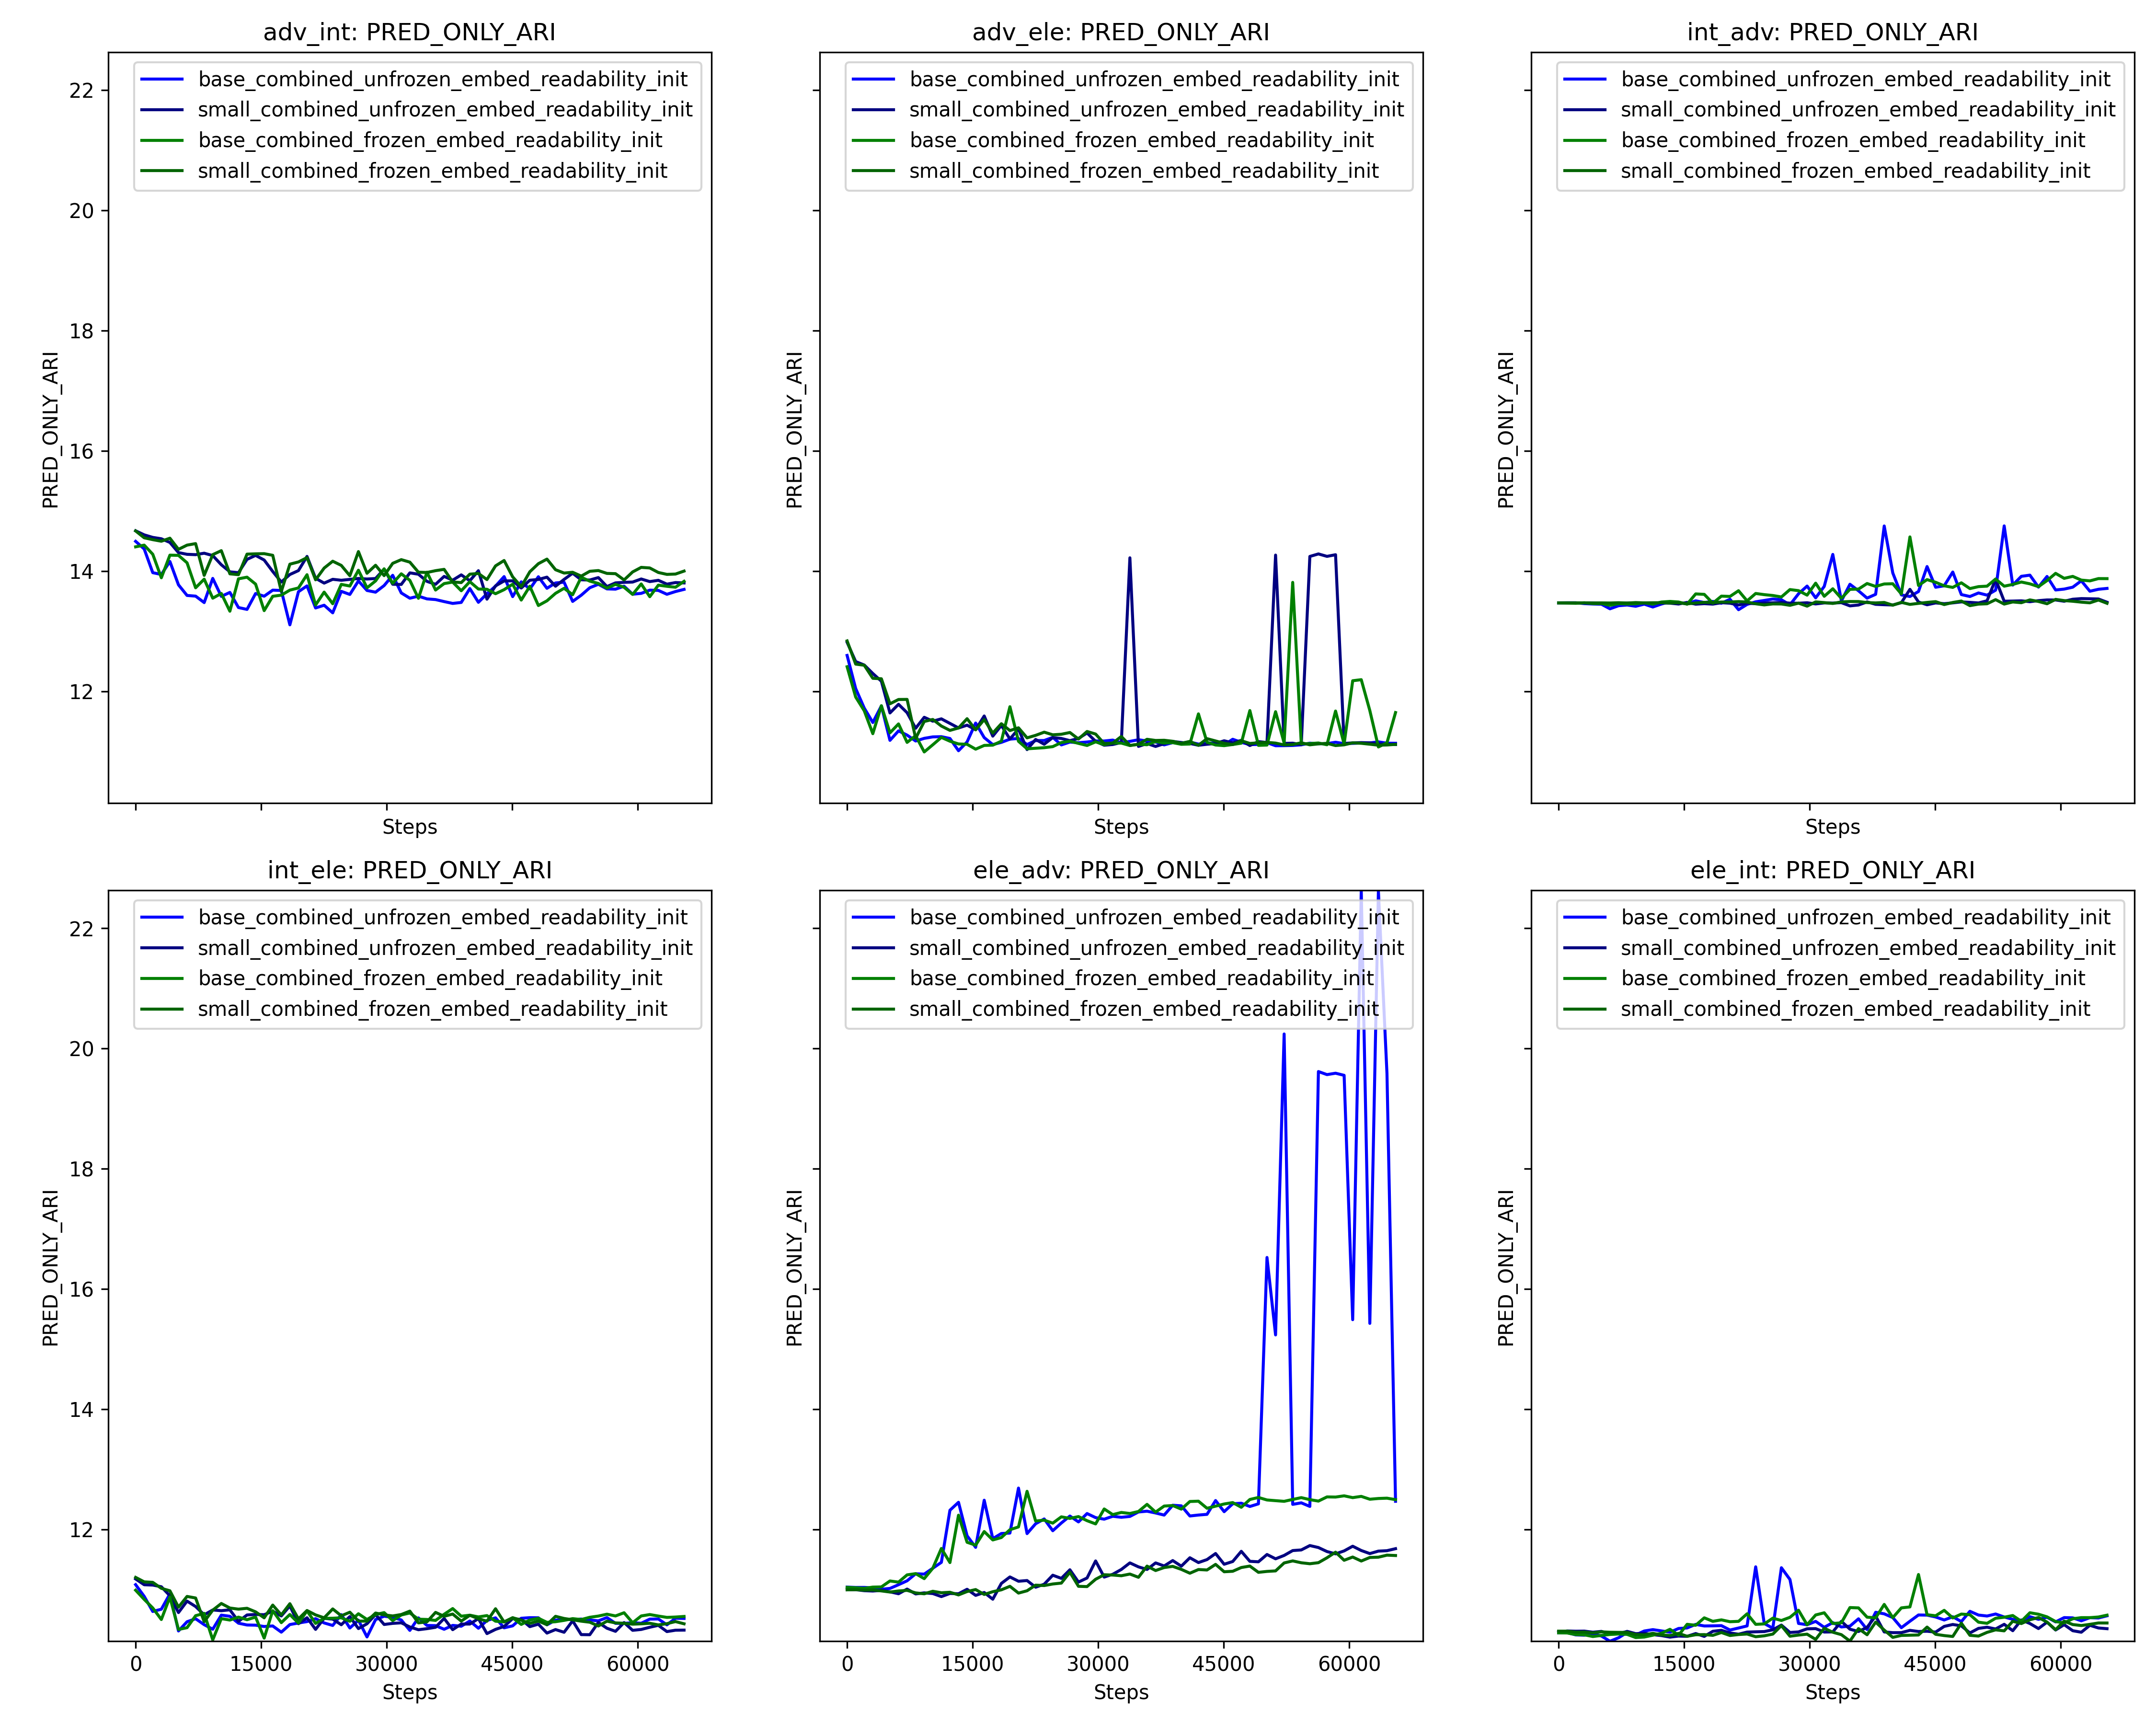 adv_int: PRED_ONLY_ARI
base_combined_unfrozen_embed_readability_init
small_combined_unfrozen_embed_readability_init
base_combined_frozen_embed_readability_init
small_combined_frozen_embed_readability_init
22
20
18
16
14
12
PRED_ONLY_ARI
Steps
adv_ele: PRED_ONLY_ARI
base_combined_unfrozen_embed_readability_init
small_combined_unfrozen_embed_readability_init
base_combined_frozen_embed_readability_init
small_combined_frozen_embed_readability_init
PRED_ONLY_ARI
Steps
int_adv: PRED_ONLY_ARI
base_combined_unfrozen_embed_readability_init
small_combined_unfrozen_embed_readability_init
base_combined_frozen_embed_readability_init
small_combined_frozen_embed_readability_init
PRED_ONLY_ARI
Steps
int_ele: PRED_ONLY_ARI
base_combined_unfrozen_embed_readability_init
small_combined_unfrozen_embed_readability_init
base_combined_frozen_embed_readability_init
small_combined_frozen_embed_readability_init
22
20
18
16
14
12
PRED_ONLY_ARI
0 15000 30000 45000 60000
Steps
ele_adv: PRED_ONLY_ARI
base_combined_unfrozen_embed_readability_init
small_combined_unfrozen_embed_readability_init
base_combined_frozen_embed_readability_init
small_combined_frozen_embed_readability_init
PRED_ONLY_ARI
0 15000 30000 45000 60000
Steps
ele_int: PRED_ONLY_ARI
base_combined_unfrozen_embed_readability_init
small_combined_unfrozen_embed_readability_init
base_combined_frozen_embed_readability_init
small_combined_frozen_embed_readability_init
PRED_ONLY_ARI
0 15000 30000 45000 60000
Steps